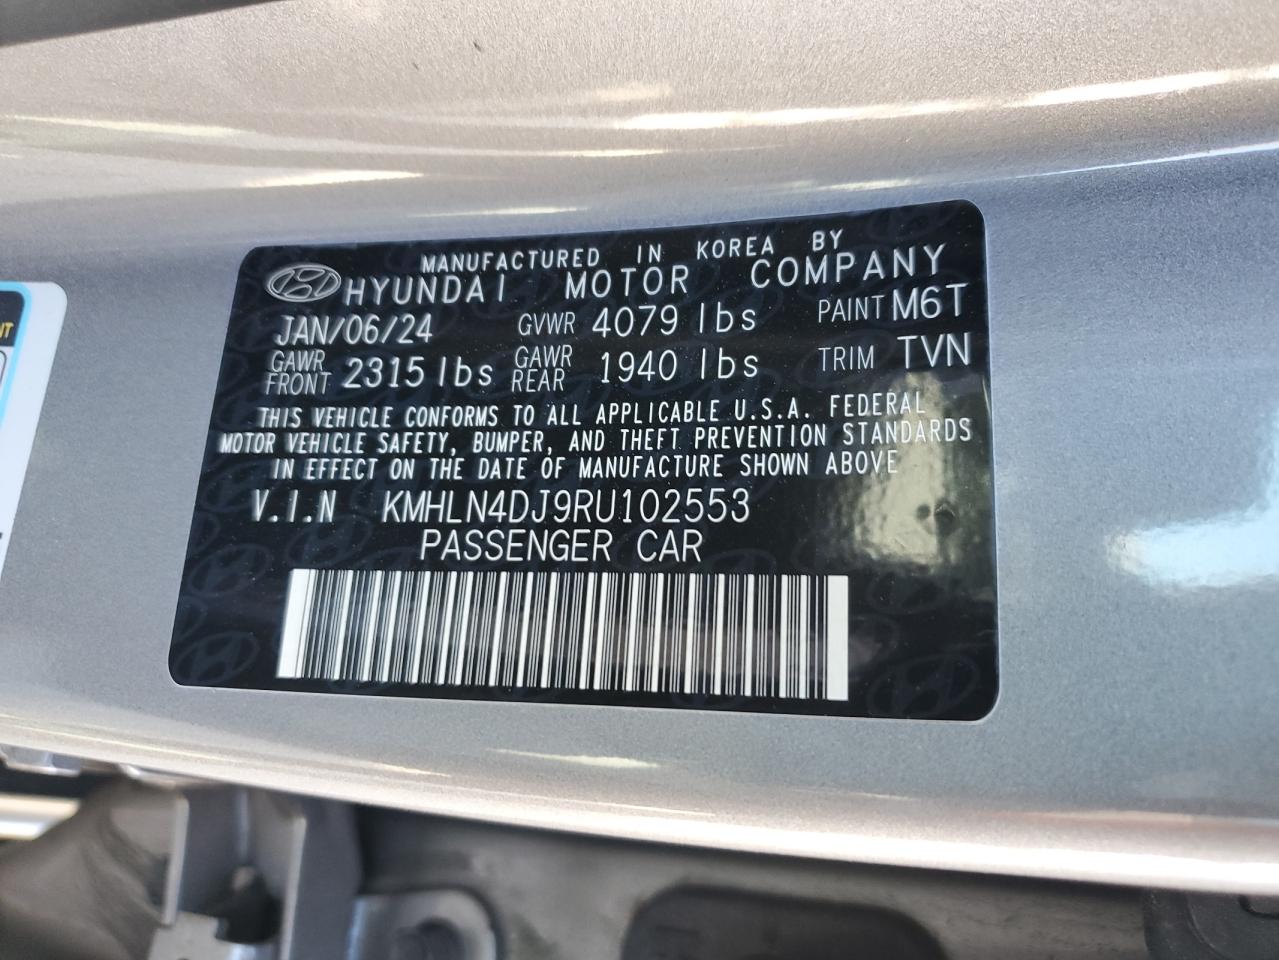 MANUFACTURED IN KOREA BY
HYUNDAI MOTOR COMPANY
JAN/06/24 GVWR 4079 lbs PAINT M6T
GAWR FRONT 2315 lbs GAWR REAR 1940 lbs TRIM TVN
THIS VEHICLE CONFORMS TO ALL APPLICABLE U.S.A. FEDERAL
MOTOR VEHICLE SAFETY, BUMPER, AND THEFT PREVENTION STANDARDS
IN EFFECT ON THE DATE OF MANUFACTURE SHOWN ABOVE
V.I.N KMHLN4DJ9RU102553
PASSENGER CAR